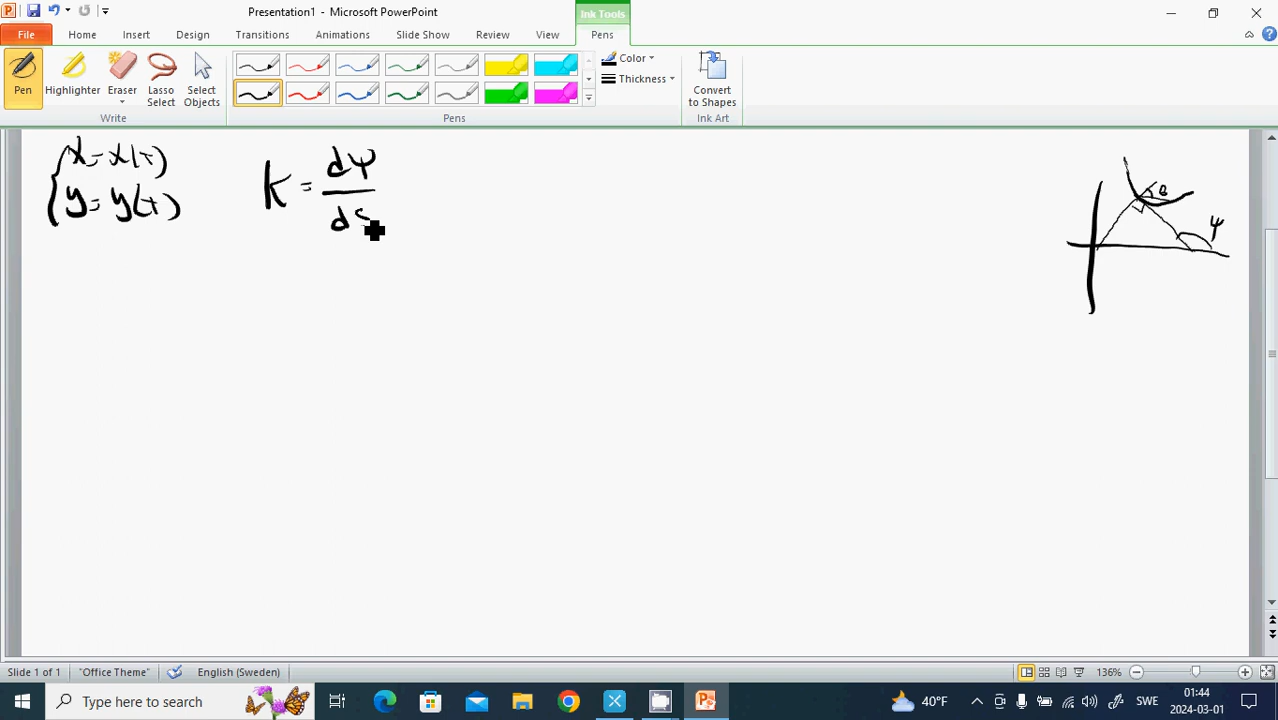 Presentation1 - Microsoft PowerPoint
Ink Tools
File Home Insert Design Transitions Animations Slide Show Review View Pens
Pen Highlighter Eraser Lasso Select Select Objects
Color
Thickness
Convert to Shapes
Write Pens Ink Art
x = x(t)
y = y(t)
K = dψ/ds
θ
ψ
Slide 1 of 1 "Office Theme" English (Sweden) 136%
Type here to search 40°F SWE 01:44
2024-03-01